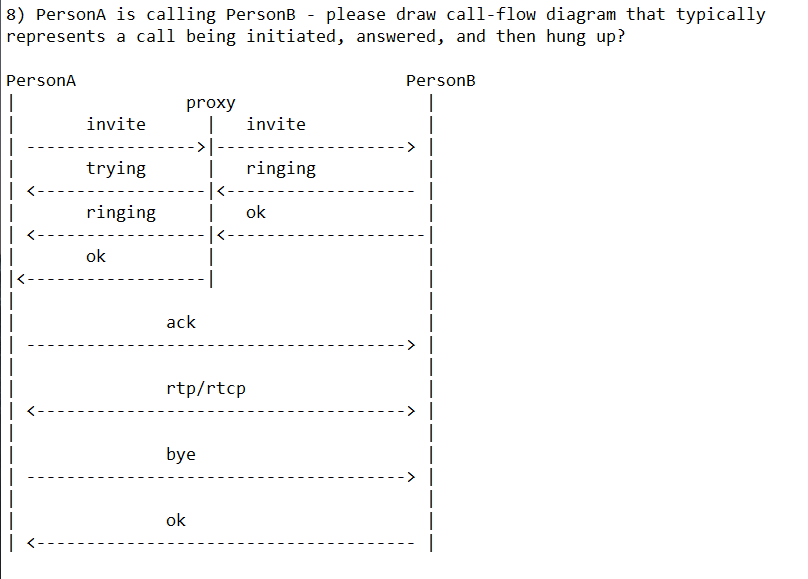 8) PersonA is calling PersonB - please draw call-flow diagram that typically
represents a call being initiated, answered, and then hung up?
PersonA PersonB
proxy
invite invite
trying ringing
ringing ok
ok
ack
rtp/rtcp
bye
ok